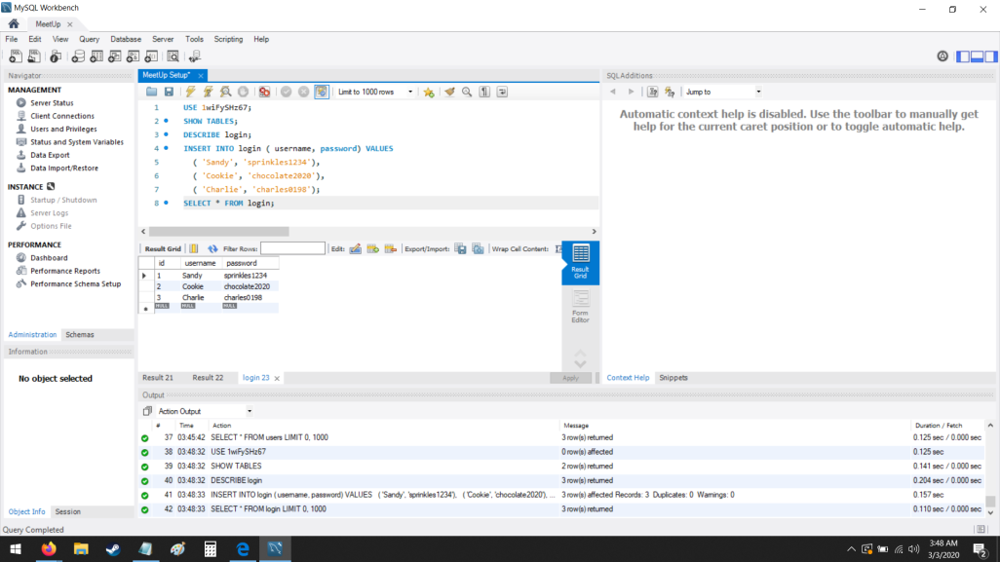 MySQL Workbench
MeetUp ×
File Edit View Query Database Server Tools Scripting Help
Navigator
MANAGEMENT
Server Status
Client Connections
Users and Privileges
Status and System Variables
Data Export
Data Import/Restore
INSTANCE
Startup / Shutdown
Server Logs
Options File
PERFORMANCE
Dashboard
Performance Reports
Performance Schema Setup
Administration Schemas
Information
No object selected
Object Info Session
Query Completed
MeetUp Setup* ×
Limit to 1000 rows
1 USE 1wiFySHz67;
2 SHOW TABLES;
3 DESCRIBE login;
4 INSERT INTO login ( username, password) VALUES
5 ( 'Sandy', 'sprinkles1234'),
6 ( 'Cookie', 'chocolate2020'),
7 ( 'Charlie', 'charles0198');
8 SELECT * FROM login;
Result Grid Filter Rows: Edit: Export/Import: Wrap Cell Content:
id username password
1 Sandy sprinkles1234
2 Cookie chocolate2020
3 Charlie charles0198
NULL NULL NULL
Result Grid
Form Editor
Result 21 Result 22 login 23 × Apply
SQLAdditions
Jump to
Automatic context help is disabled. Use the toolbar to manually get
help for the current caret position or to toggle automatic help.
Context Help Snippets
Output
Action Output
# Time Action Message Duration / Fetch
37 03:45:42 SELECT * FROM users LIMIT 0, 1000 3 row(s) returned 0.125 sec / 0.000 sec
38 03:48:32 USE 1wiFySHz67 0 row(s) affected 0.125 sec
39 03:48:32 SHOW TABLES 2 row(s) returned 0.141 sec / 0.000 sec
40 03:48:32 DESCRIBE login 3 row(s) returned 0.204 sec / 0.000 sec
41 03:48:33 INSERT INTO login ( username, password) VALUES ( 'Sandy', 'sprinkles1234'), ( 'Cookie', 'chocolate2020'), ... 3 row(s) affected Records: 3 Duplicates: 0 Warnings: 0 0.157 sec
42 03:48:33 SELECT * FROM login LIMIT 0, 1000 3 row(s) returned 0.110 sec / 0.000 sec
3:48 AM
3/3/2020
2